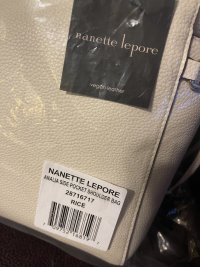 nanette lepore
vegan leather
NANETTE LEPORE
AMALIA SIDE POCKET SHOULDER BAG
28716717
RICE